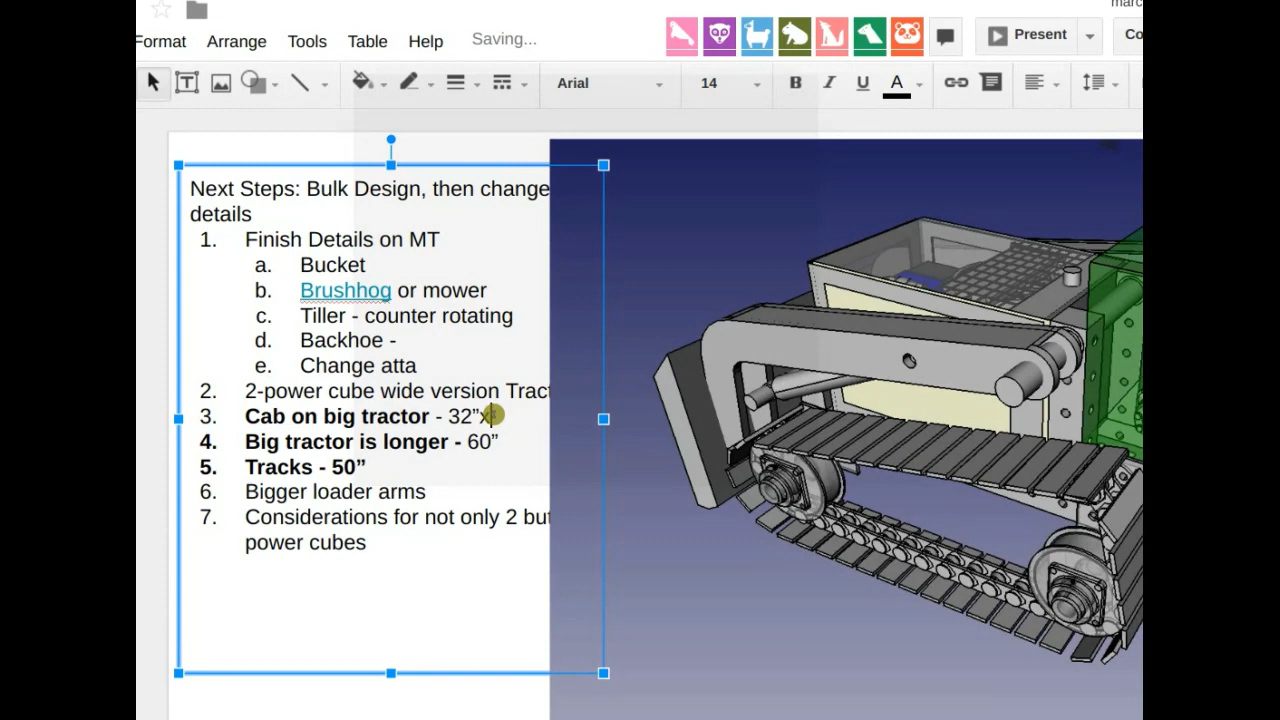 marc
Format Arrange Tools Table Help Saving... Present Co
Arial 14 B I U A
Next Steps: Bulk Design, then change
details
1. Finish Details on MT
a. Bucket
b. Brushhog or mower
c. Tiller - counter rotating
d. Backhoe -
e. Change atta
2. 2-power cube wide version Tract
3. Cab on big tractor - 32”x
4. Big tractor is longer - 60”
5. Tracks - 50”
6. Bigger loader arms
7. Considerations for not only 2 but
power cubes